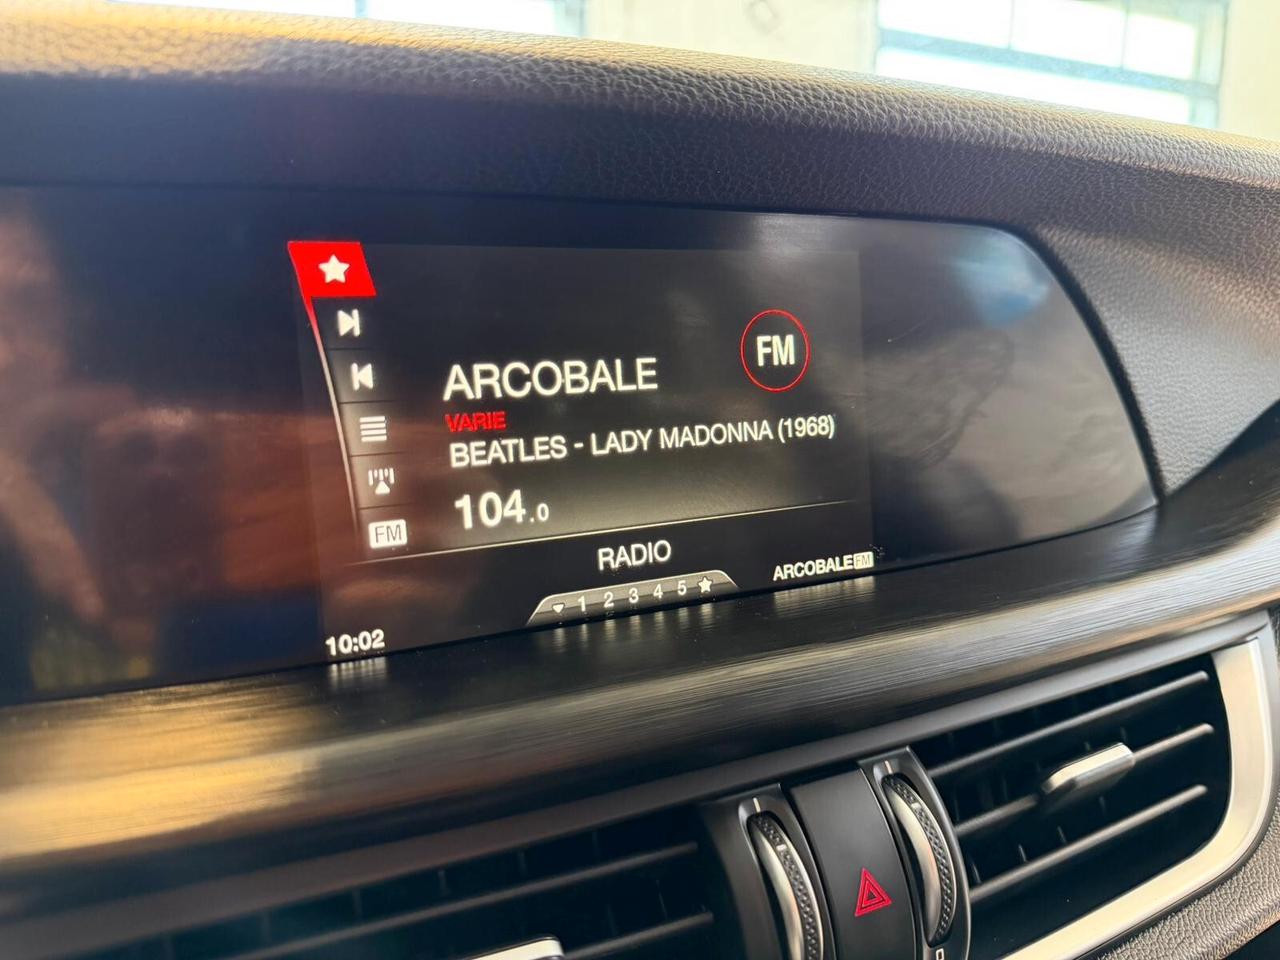 ARCOBALE
FM
VARIE
BEATLES - LADY MADONNA (1968)
104.0
FM
RADIO
ARCOBALE FM
1 2 3 4 5
10:02
0